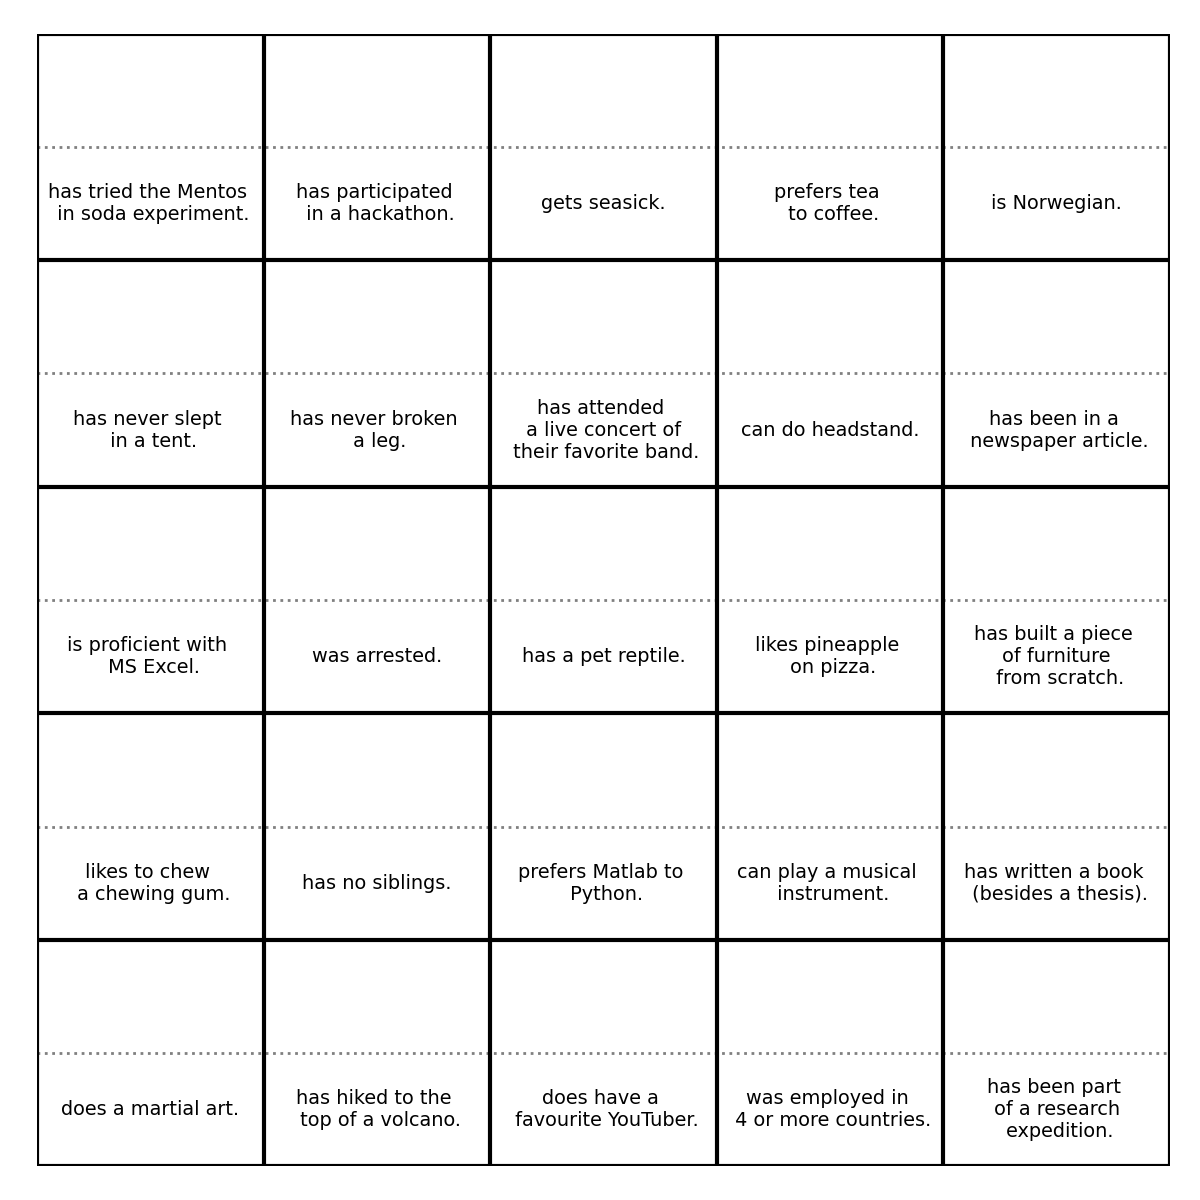 has tried the Mentos
in soda experiment.
has participated
in a hackathon.
gets seasick.
prefers tea
to coffee.
is Norwegian.
has never slept
in a tent.
has never broken
a leg.
has attended
a live concert of
their favorite band.
can do headstand.
has been in a
newspaper article.
is proficient with
MS Excel.
was arrested.
has a pet reptile.
likes pineapple
on pizza.
has built a piece
of furniture
from scratch.
likes to chew
a chewing gum.
has no siblings.
prefers Matlab to
Python.
can play a musical
instrument.
has written a book
(besides a thesis).
does a martial art.
has hiked to the
top of a volcano.
does have a
favourite YouTuber.
was employed in
4 or more countries.
has been part
of a research
expedition.